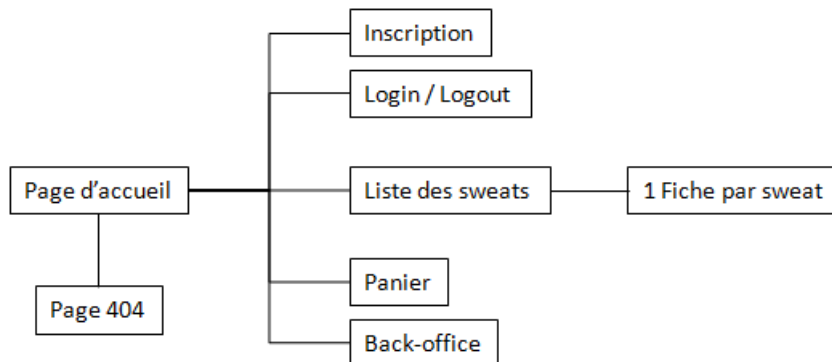 Inscription
Login / Logout
Page d’accueil
Liste des sweats
1 Fiche par sweat
Panier
Page 404
Back-office